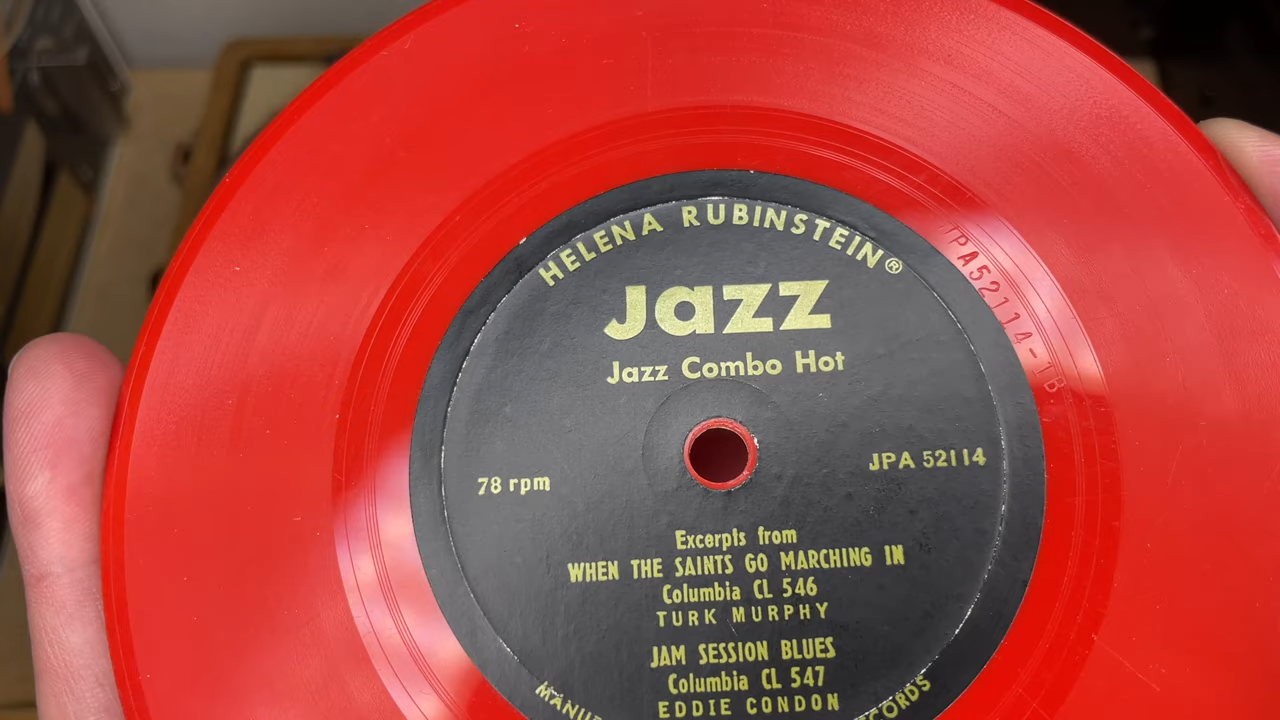 HELENA RUBINSTEIN®
Jazz
Jazz Combo Hot
78 rpm
JPA 52114
PA52114-1B.
Excerpts from
WHEN THE SAINTS GO MARCHING IN
Columbia CL 546
TURK MURPHY
JAM SESSION BLUES
Columbia CL 547
EDDIE CONDON